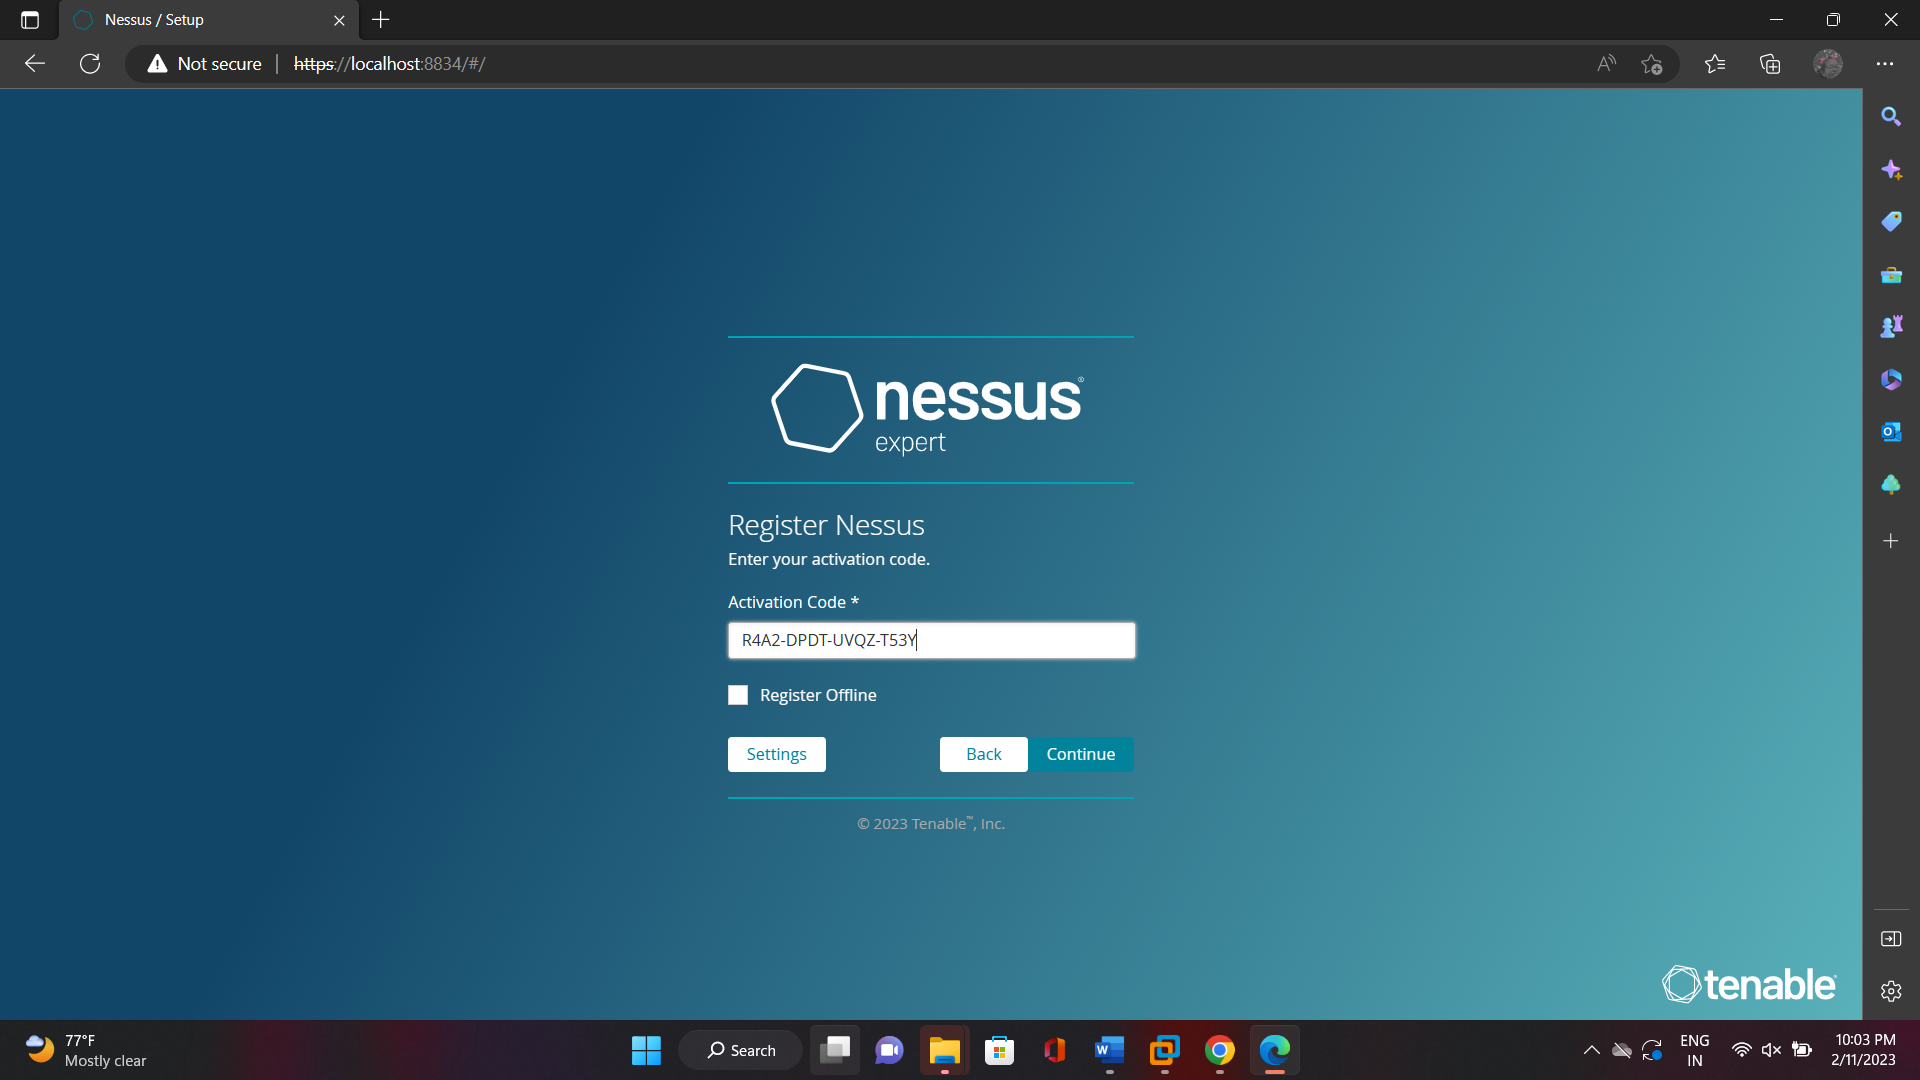 Nessus / Setup
Not secure
https://localhost:8834/#/
nessus®
expert
Register Nessus
Enter your activation code.
Activation Code *
R4A2-DPDT-UVQZ-T53Y
Register Offline
Settings
Back
Continue
© 2023 Tenable™, Inc.
tenable
77°F
Mostly clear
Search
ENG
IN
10:03 PM
2/11/2023